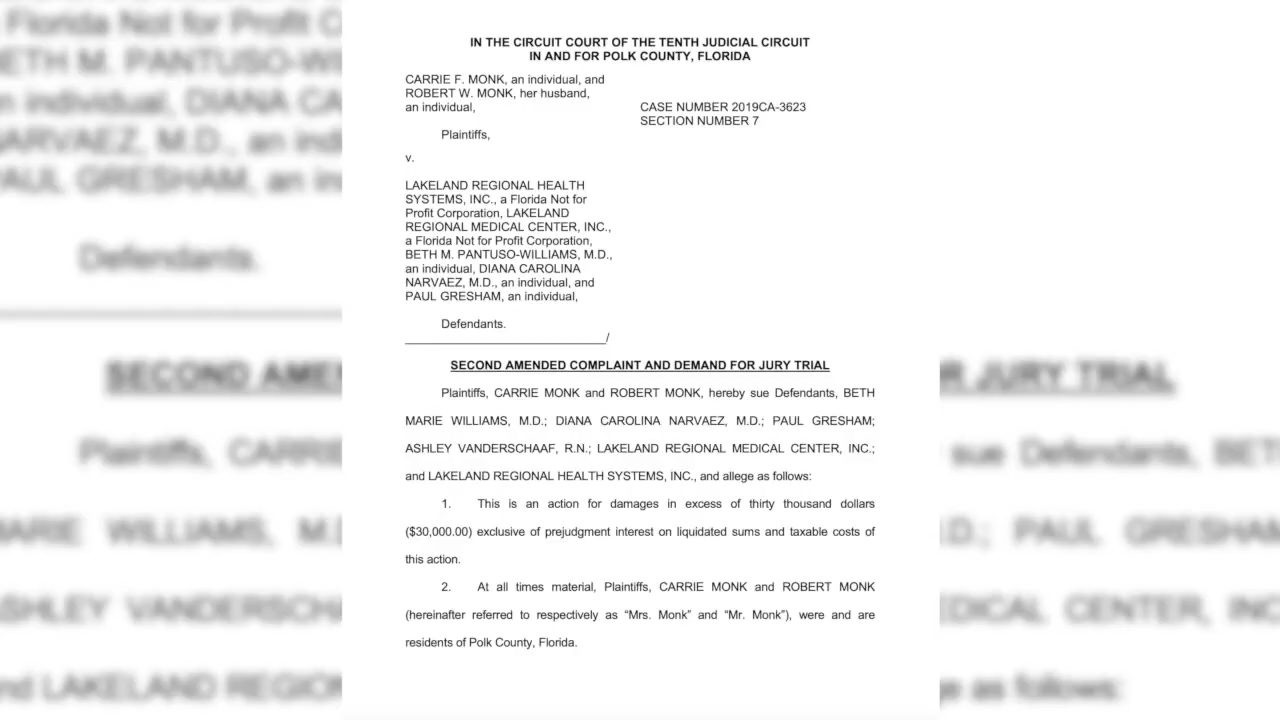 IN THE CIRCUIT COURT OF THE TENTH JUDICIAL CIRCUIT
IN AND FOR POLK COUNTY, FLORIDA
CARRIE F. MONK, an individual, and
ROBERT W. MONK, her husband,
an individual,
CASE NUMBER 2019CA-3623
SECTION NUMBER 7
Plaintiffs,
v.
LAKELAND REGIONAL HEALTH
SYSTEMS, INC., a Florida Not for
Profit Corporation, LAKELAND
REGIONAL MEDICAL CENTER, INC.,
a Florida Not for Profit Corporation,
BETH M. PANTUSO-WILLIAMS, M.D.,
an individual, DIANA CAROLINA
NARVAEZ, M.D., an individual, and
PAUL GRESHAM, an individual,
Defendants.
/
SECOND AMENDED COMPLAINT AND DEMAND FOR JURY TRIAL
Plaintiffs, CARRIE MONK and ROBERT MONK, hereby sue Defendants, BETH
MARIE WILLIAMS, M.D.; DIANA CAROLINA NARVAEZ, M.D.; PAUL GRESHAM;
ASHLEY VANDERSCHAAF, R.N.; LAKELAND REGIONAL MEDICAL CENTER, INC.;
and LAKELAND REGIONAL HEALTH SYSTEMS, INC., and allege as follows:
1. This is an action for damages in excess of thirty thousand dollars
($30,000.00) exclusive of prejudgment interest on liquidated sums and taxable costs of
this action.
2. At all times material, Plaintiffs, CARRIE MONK and ROBERT MONK
(hereinafter referred to respectively as “Mrs. Monk” and “Mr. Monk”), were and are
residents of Polk County, Florida.